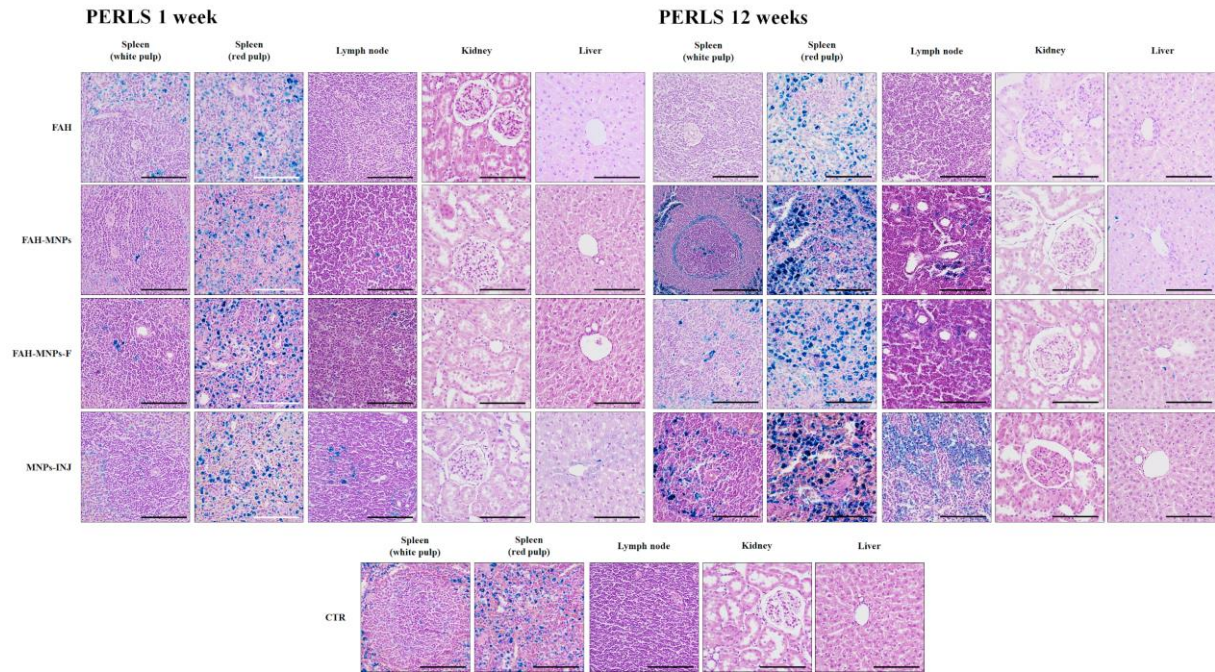 PERLS 1 week
PERLS 12 weeks
Spleen
(white pulp)
Spleen
(red pulp)
Lymph node
Kidney
Liver
Spleen
(white pulp)
Spleen
(red pulp)
Lymph node
Kidney
Liver
FAH
FAH-MNPs
FAH-MNPs-F
MNPs-INJ
Spleen
(white pulp)
Spleen
(red pulp)
Lymph node
Kidney
Liver
CTR